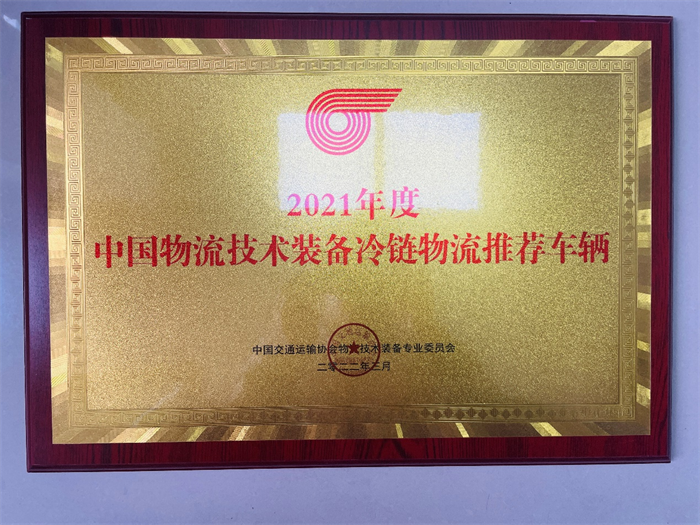 2021年度
中国物流技术装备冷链物流推荐车辆
中国交通运输协会物流技术装备专业委员会
二零二二年三月